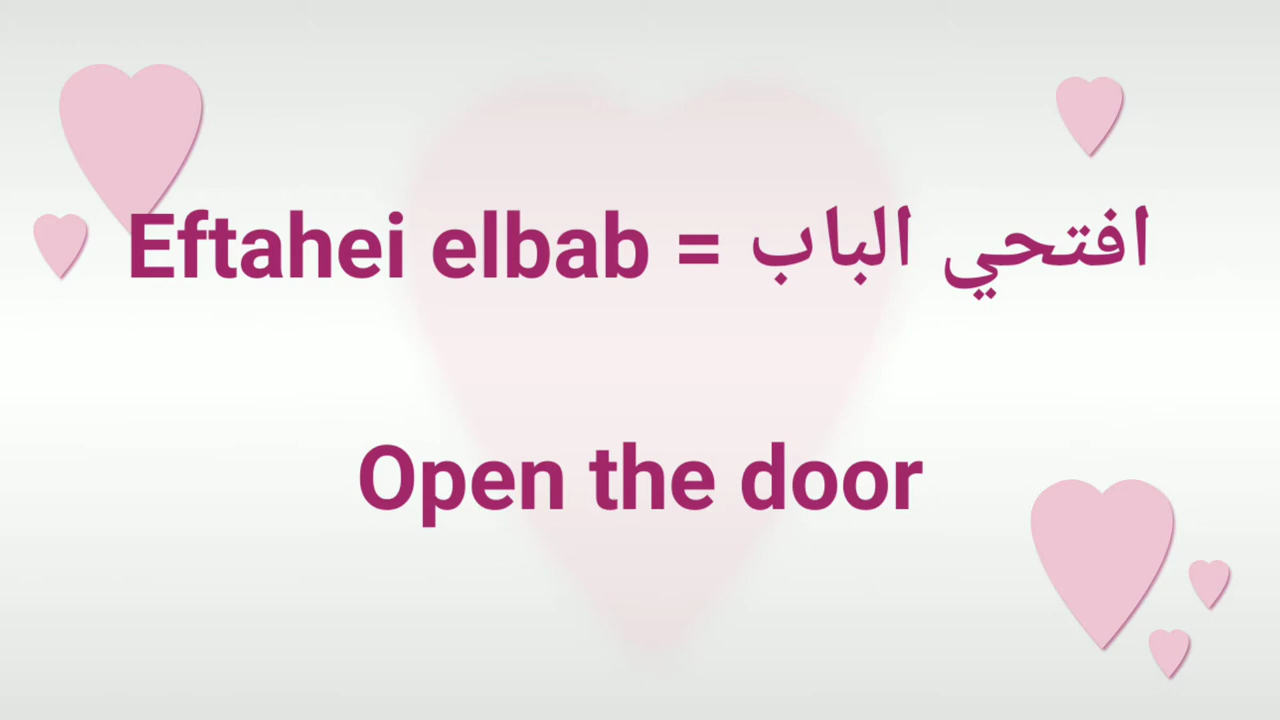 Eftahei elbab = افتحي الباب
Open the door